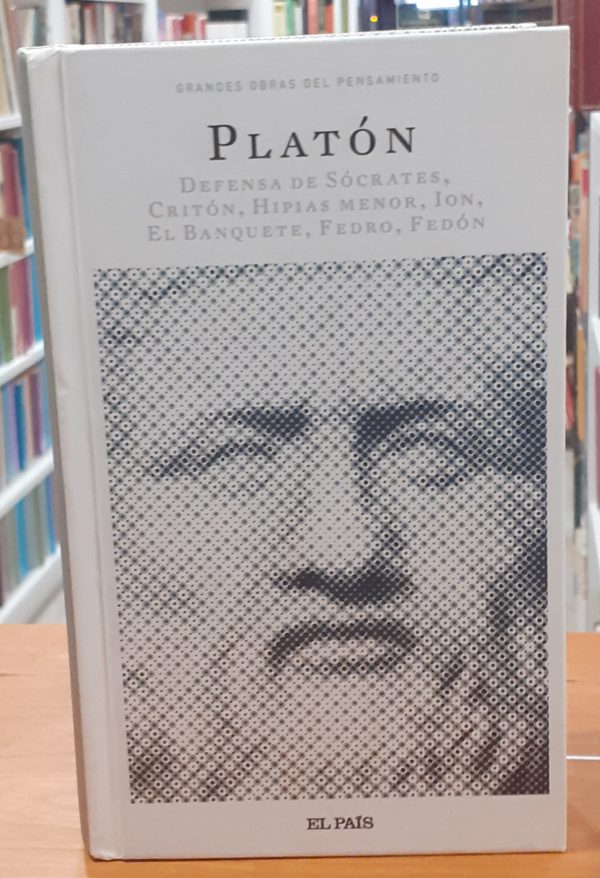 GRANDES OBRAS DEL PENSAMIENTO
PLATÓN
DEFENSA DE SÓCRATES,
CRITÓN, HIPIAS MENOR, ION,
EL BANQUETE, FEDRO, FEDÓN
EL PAÍS